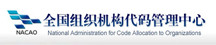 全国组织机构代码管理中心
NACAO
National Administration for Code Allocation to Organizations